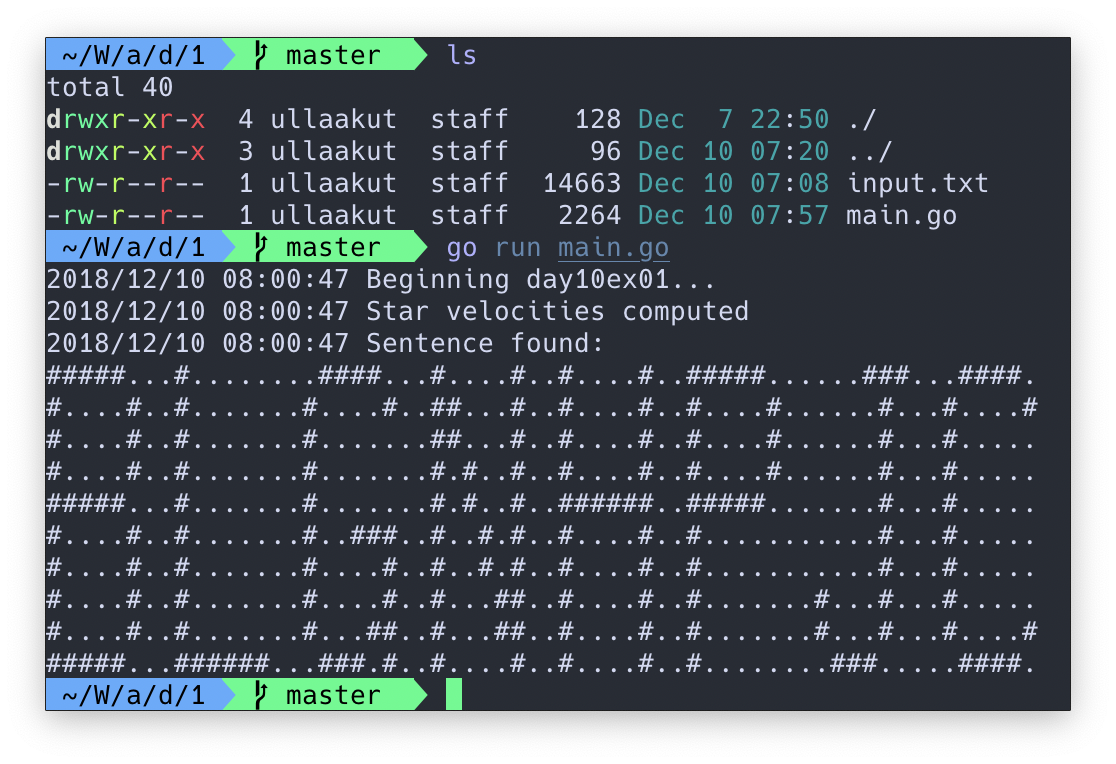 ~/W/a/d/1 master ls
total 40
drwxr-xr-x  4 ullaakut  staff    128 Dec  7 22:50 ./
drwxr-xr-x  3 ullaakut  staff     96 Dec 10 07:20 ../
-rw-r--r--  1 ullaakut  staff  14663 Dec 10 07:08 input.txt
-rw-r--r--  1 ullaakut  staff   2264 Dec 10 07:57 main.go
~/W/a/d/1 master go run main.go
2018/12/10 08:00:47 Beginning day10ex01...
2018/12/10 08:00:47 Star velocities computed
2018/12/10 08:00:47 Sentence found:
#####...#........####...#....#..#....#..#####......###...####.
#....#..#.......#....#..##...#..#....#..#....#......#...#....#
#....#..#.......#.......##...#..#....#..#....#......#...#.....
#....#..#.......#.......#.#..#..#....#..#....#......#...#.....
#####...#.......#.......#.#..#..######..#####.......#...#.....
#....#..#.......#..###..#..#.#..#....#..#...........#...#.....
#....#..#.......#....#..#..#.#..#....#..#...........#...#.....
#....#..#.......#....#..#...##..#....#..#.......#...#...#.....
#....#..#.......#...##..#...##..#....#..#.......#...#...#....#
#####...######...###.#..#....#..#....#..#........###.....####.
~/W/a/d/1 master